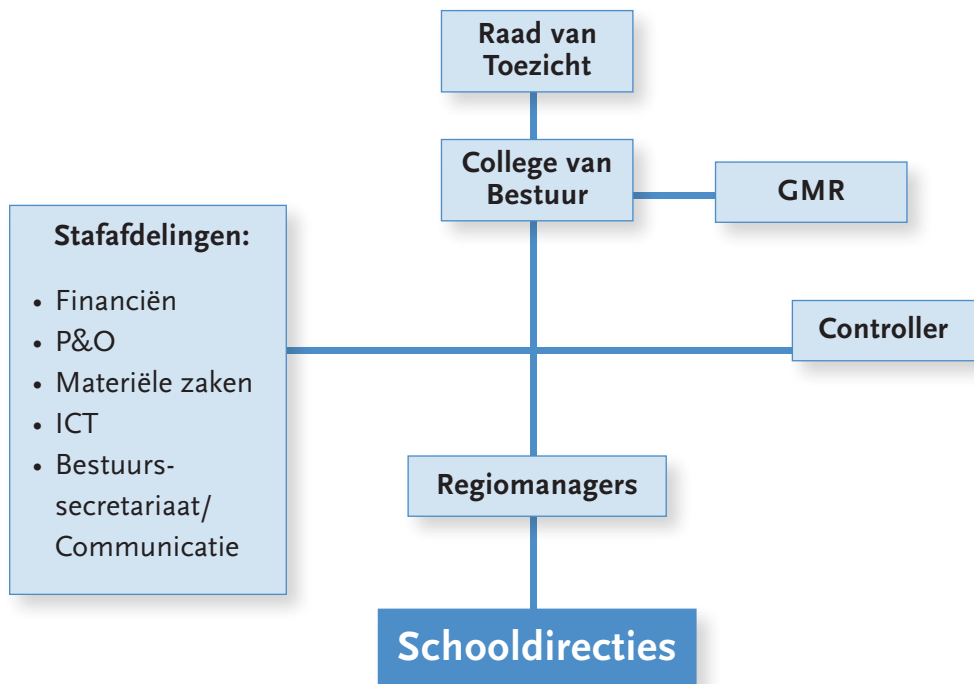 Raad van
Toezicht
College van
Bestuur
GMR
Stafafdelingen:
• Financiën
• P&O
• Materiële zaken
• ICT
• Bestuurs-
secretariaat/
Communicatie
Controller
Regiomanagers
Schooldirecties